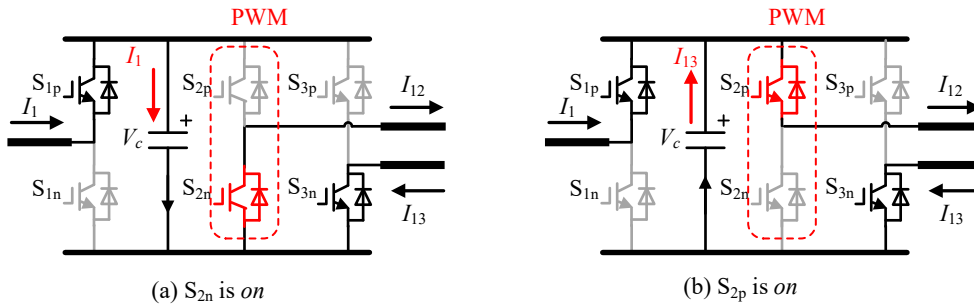 PWM
I1
S1p
S2p
S3p
I12
I1
Vc
+
S1n
S2n
S3n
I13
(a) S2n is on
PWM
I13
S1p
S2p
S3p
I12
I1
Vc
+
S1n
S2n
S3n
I13
(b) S2p is on